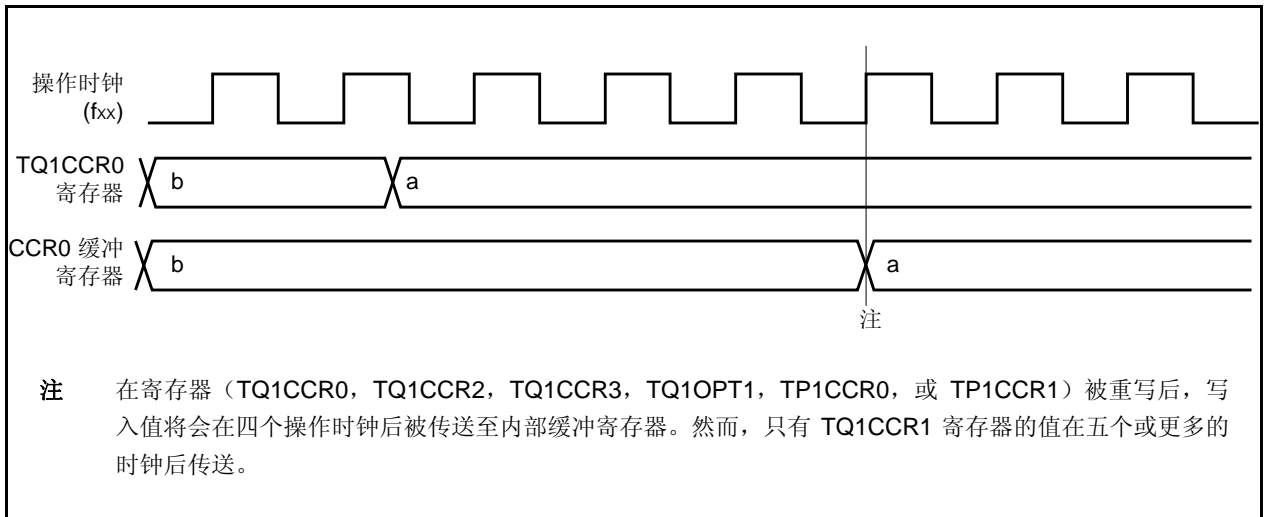 操作时钟
(fxx)
TQ1CCR0
寄存器
b
a
CCR0 缓冲
寄存器
b
a
注
注 在寄存器（TQ1CCR0，TQ1CCR2，TQ1CCR3，TQ1OPT1，TP1CCR0，或 TP1CCR1）被重写后，写
入值将会在四个操作时钟后被传送至内部缓冲寄存器。然而，只有 TQ1CCR1 寄存器的值在五个或更多的
时钟后传送。